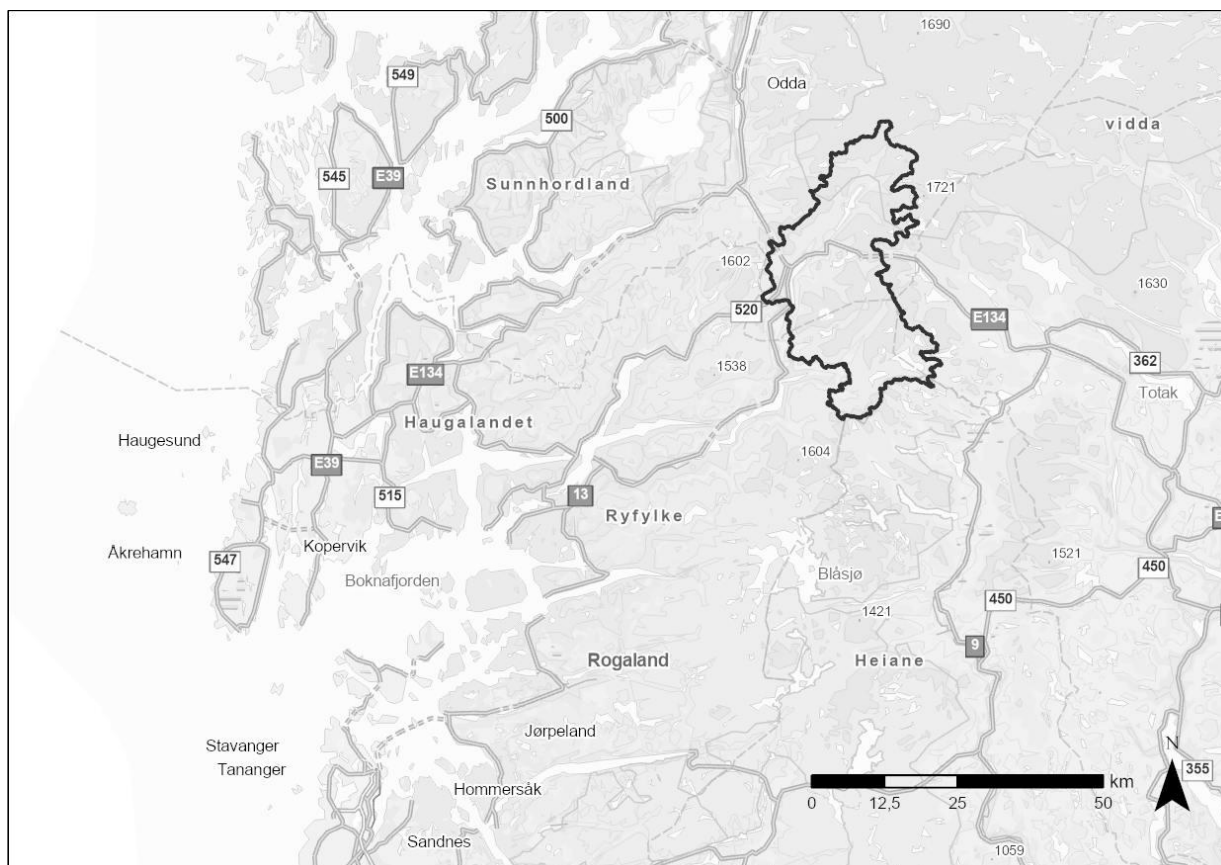 1690
549
Odda
500
vidda
545
E39
Sunnhordland
1721
1602
1630
520
E134
1538
362
E134
Totak
Haugalandet
Haugesund
1604
E39
515
13
Ryfylke
Åkrehamn
Kopervik
1521
547
Boknafjorden
Blåsjø
450
450
1421
9
Rogaland
Heiane
Jørpeland
Stavanger
N
Tananger
355
km
Hommersåk
0
12,5
25
50
Sandnes
1059